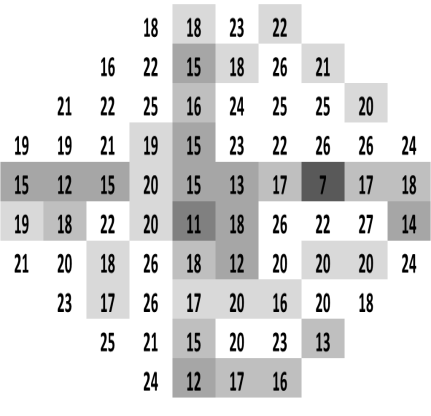 18 18 23 22
16 22 15 18 26 21
21 22 25 16 24 25 25 20
19 19 21 19 15 23 22 26 26 24
15 12 15 20 15 13 17 7 17 18
19 18 22 20 11 18 26 22 27 14
21 20 18 26 18 12 20 20 20 24
23 17 26 17 20 16 20 18
25 21 15 20 23 13
24 12 17 16